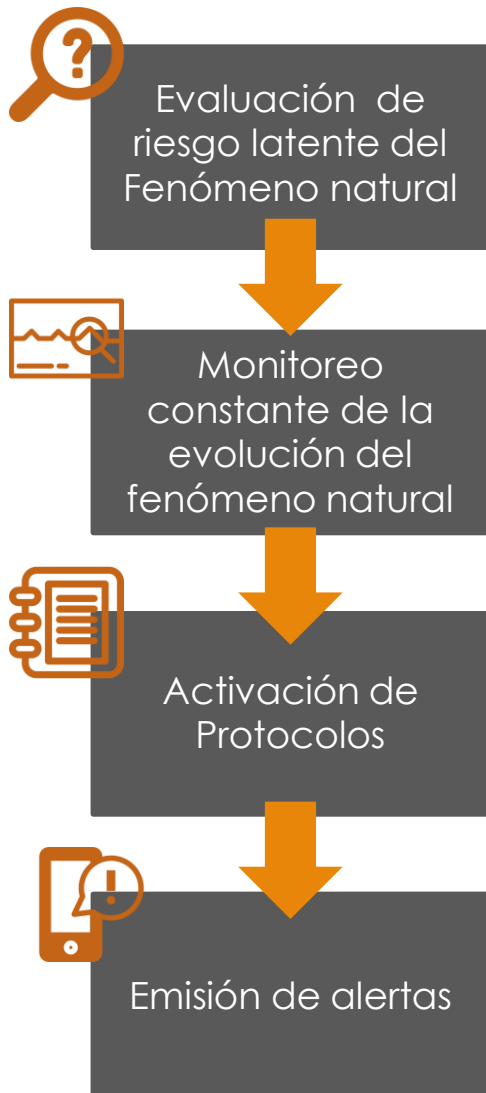 Evaluación de
riesgo latente del
Fenómeno natural
Monitoreo
constante de la
evolución del
fenómeno natural
Activación de
Protocolos
Emisión de alertas